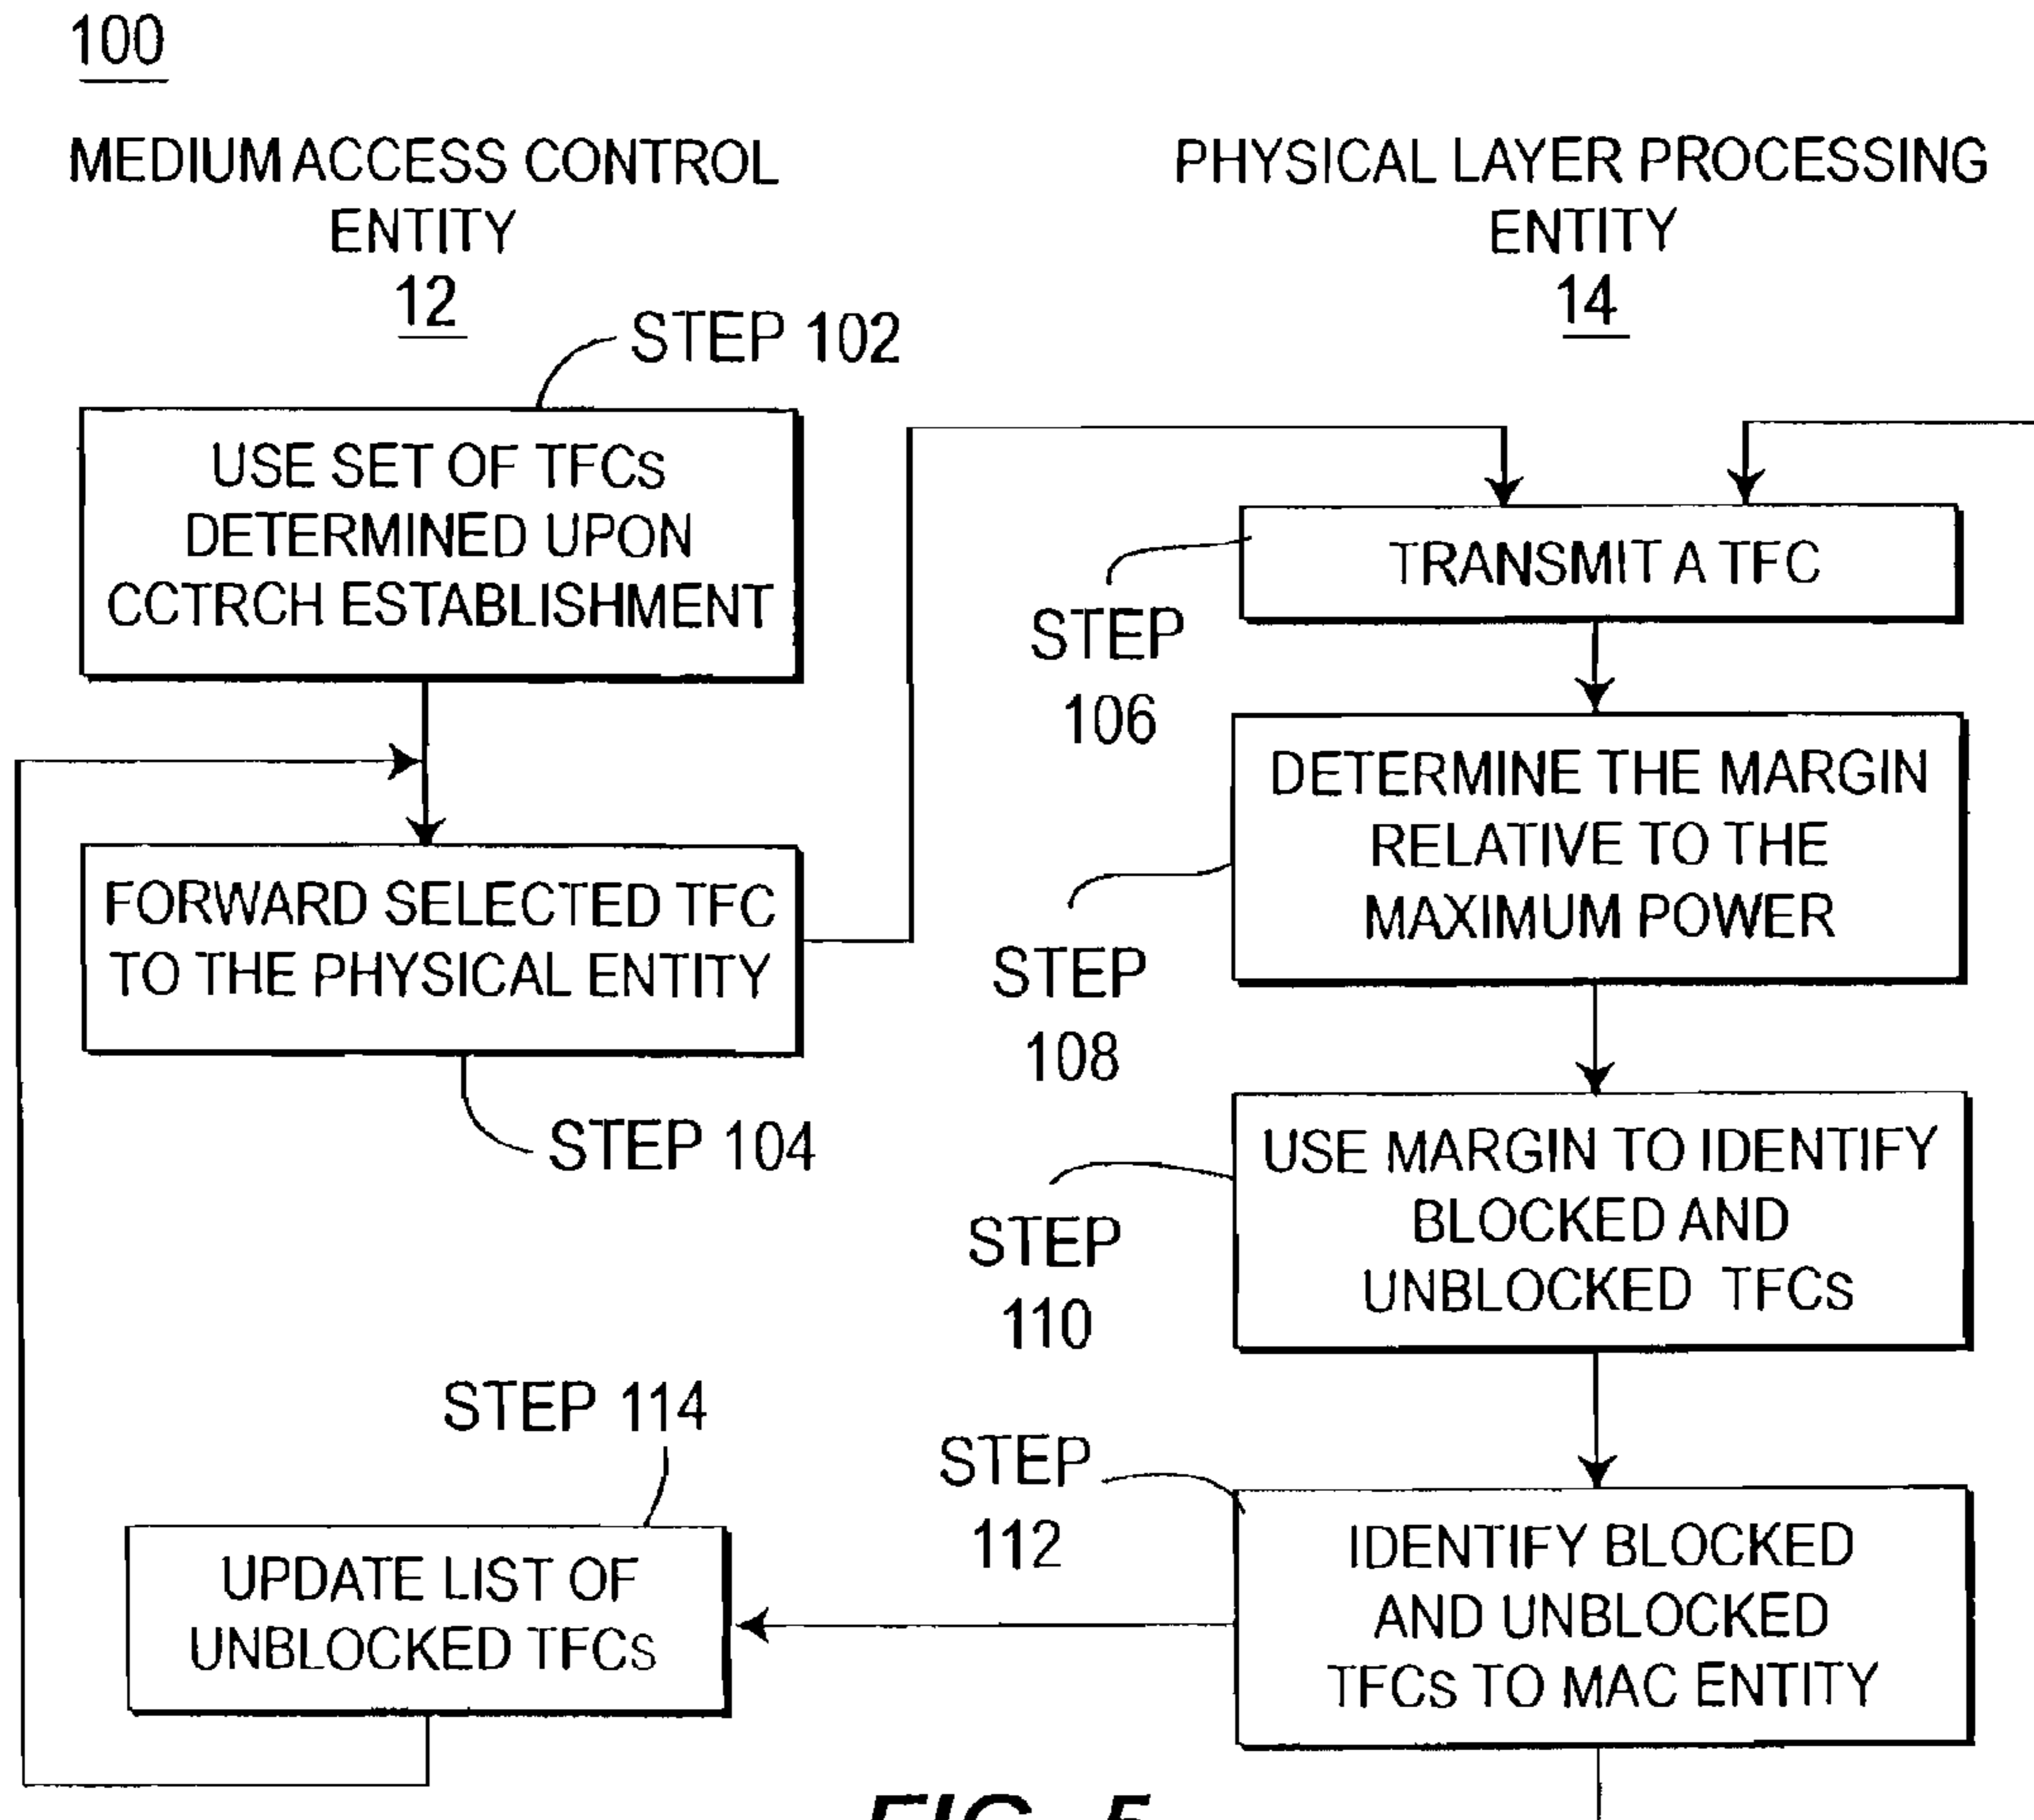 100
MEDIUM ACCESS CONTROL
ENTITY
12
PHYSICAL LAYER PROCESSING
ENTITY
14
STEP 102
USE SET OF TFCs
DETERMINED UPON
CCTRCH ESTABLISHMENT
FORWARD SELECTED TFC
TO THE PHYSICAL ENTITY
STEP 104
TRANSMIT A TFC
STEP
106
DETERMINE THE MARGIN
RELATIVE TO THE
MAXIMUM POWER
STEP
108
USE MARGIN TO IDENTIFY
BLOCKED AND
UNBLOCKED TFCs
STEP
110
IDENTIFY BLOCKED
AND UNBLOCKED
TFCs TO MAC ENTITY
STEP
112
STEP 114
UPDATE LIST OF
UNBLOCKED TFCs
FIG. 5